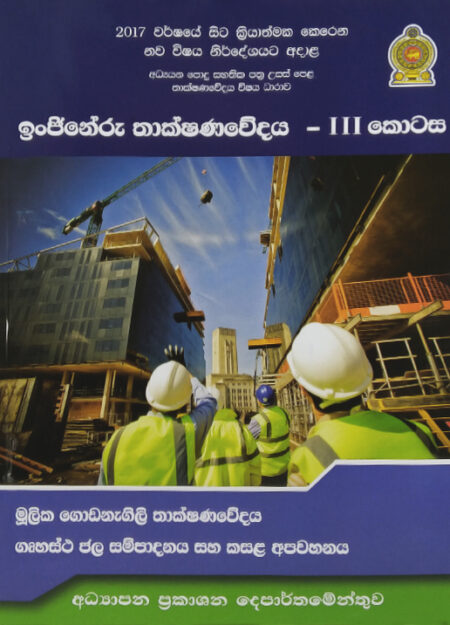 2017 වර්ෂයේ සිට ක්‍රියාත්මක කෙරෙන
නව විෂය නිර්දේශයට අදාළ
අධ්‍යයන පොදු සහතික පත්‍ර උසස් පෙළ
තාක්ෂණවේදය විෂය ධාරාව
ඉංජිනේරු තාක්ෂණවේදය – III කොටස
මූලික ගොඩනැගිලි තාක්ෂණවේදය
ගෘහස්ථ ජල සම්පාදනය සහ කසළ අපවහනය
අධ්‍යාපන ප්‍රකාශන දෙපාර්තමේන්තුව